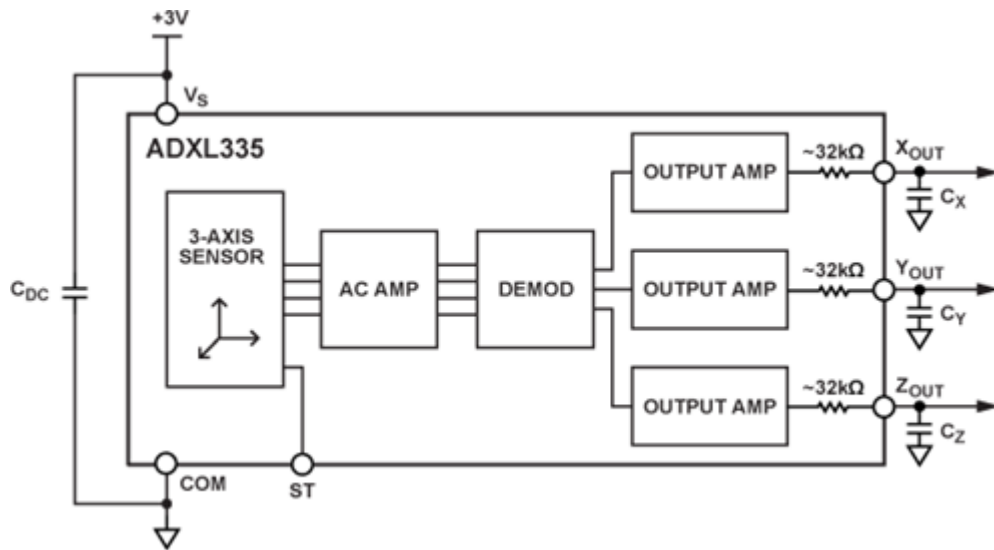 +3V
VS
ADXL335
3-AXIS
SENSOR
AC AMP
DEMOD
OUTPUT AMP
~32kΩ
XOUT
CX
OUTPUT AMP
~32kΩ
YOUT
CY
OUTPUT AMP
~32kΩ
ZOUT
CZ
CDC
COM
ST